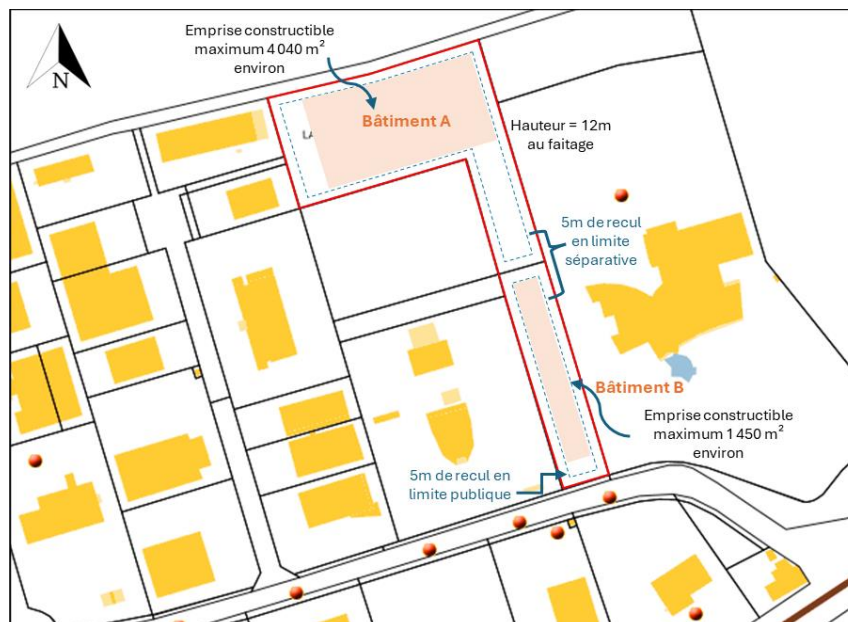 Emprise constructible
maximum 4 040 m²
environ
N
Bâtiment A
LA
Hauteur = 12m
au faitage
5m de recul
en limite
séparative
Bâtiment B
Emprise constructible
maximum 1 450 m²
environ
5m de recul en
limite publique